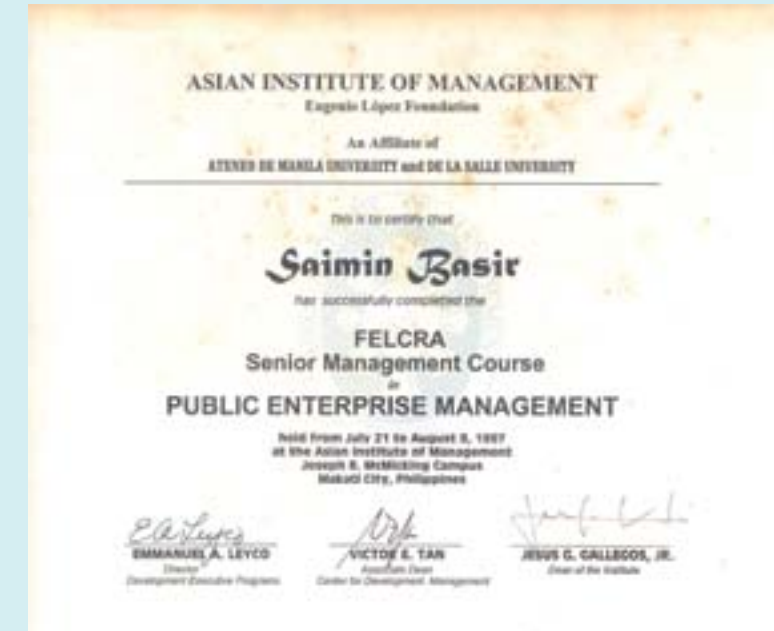 ASIAN INSTITUTE OF MANAGEMENT
Eugenio López Foundation
An Affiliate of
ATENEO DE MANILA UNIVERSITY and DE LA SALLE UNIVERSITY
This is to certify that
Saimin Basir
has successfully completed the
FELCRA
Senior Management Course
in
PUBLIC ENTERPRISE MANAGEMENT
held from July 21 to August 8, 1997
at the Asian Institute of Management
Joseph R. McMicking Campus
Makati City, Philippines
EMMANUEL A. LEYCO
VICTOR S. TAN
JESUS G. GALLEGOS, JR.
Director
Associate Dean
Dean of the Institute
Development Executive Programs
Center for Development Management